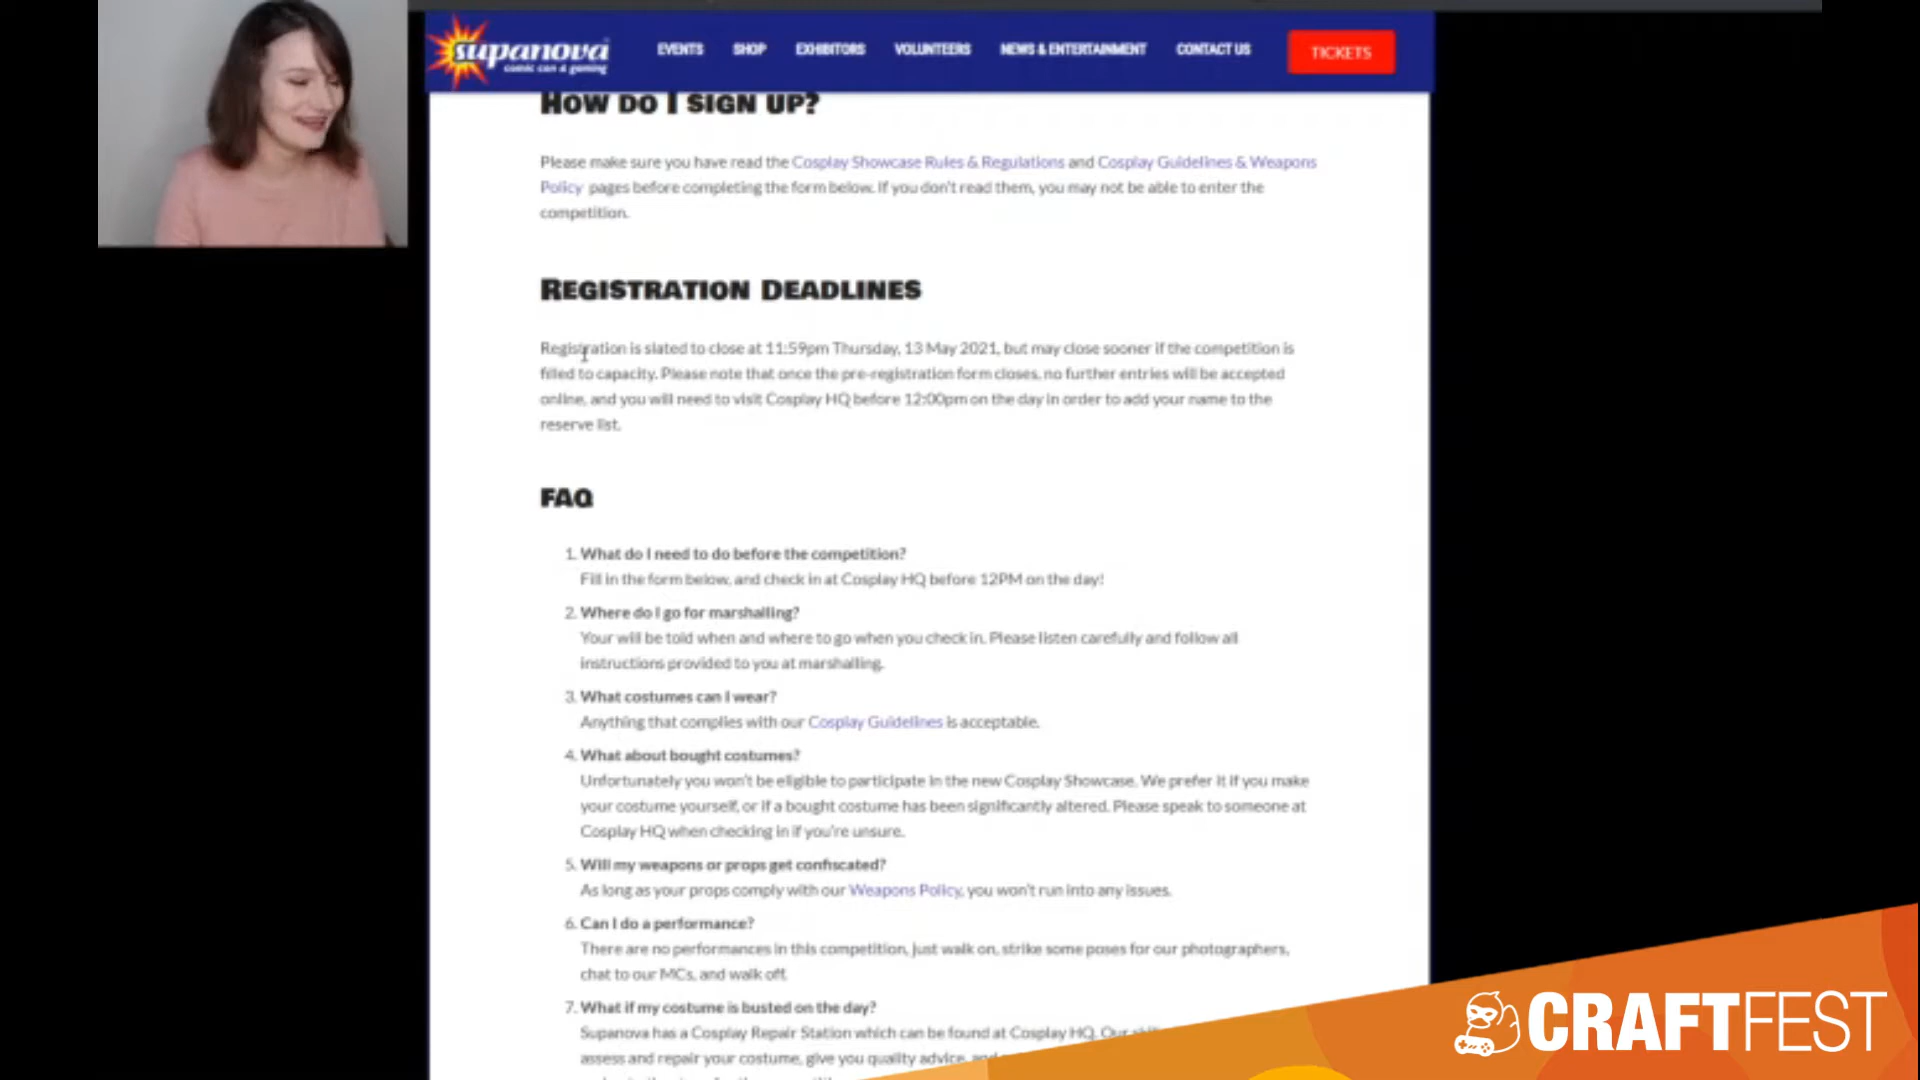 supanova
comic con & gaming
EVENTS SHOP EXHIBITORS VOLUNTEERS NEWS & ENTERTAINMENT CONTACT US TICKETS
HOW DO I SIGN UP?
Please make sure you have read the Cosplay Showcase Rules & Regulations and Cosplay Guidelines & Weapons
Policy pages before completing the form below. If you don't read them, you may not be able to enter the
competition.
REGISTRATION DEADLINES
Registration is slated to close at 11:59pm Thursday, 13 May 2021, but may close sooner if the competition is
filled to capacity. Please note that once the pre-registration form closes, no further entries will be accepted
online, and you will need to visit Cosplay HQ before 12:00pm on the day in order to add your name to the
reserve list.
FAQ
1. What do I need to do before the competition?
Fill in the form below, and check in at Cosplay HQ before 12PM on the day!
2. Where do I go for marshalling?
Your will be told when and where to go when you check in. Please listen carefully and follow all
instructions provided to you at marshalling.
3. What costumes can I wear?
Anything that complies with our Cosplay Guidelines is acceptable.
4. What about bought costumes?
Unfortunately you won't be eligible to participate in the new Cosplay Showcase. We prefer it if you make
your costume yourself, or if a bought costume has been significantly altered. Please speak to someone at
Cosplay HQ when checking in if you're unsure.
5. Will my weapons or props get confiscated?
As long as your props comply with our Weapons Policy, you won't run into any issues.
6. Can I do a performance?
There are no performances in this competition, just walk on, strike some poses for our photographers,
chat to our MCs, and walk off.
7. What if my costume is busted on the day?
Supanova has a Cosplay Repair Station which can be found at Cosplay HQ. Our
assess and repair your costume, give you quality advice,
CRAFTFEST